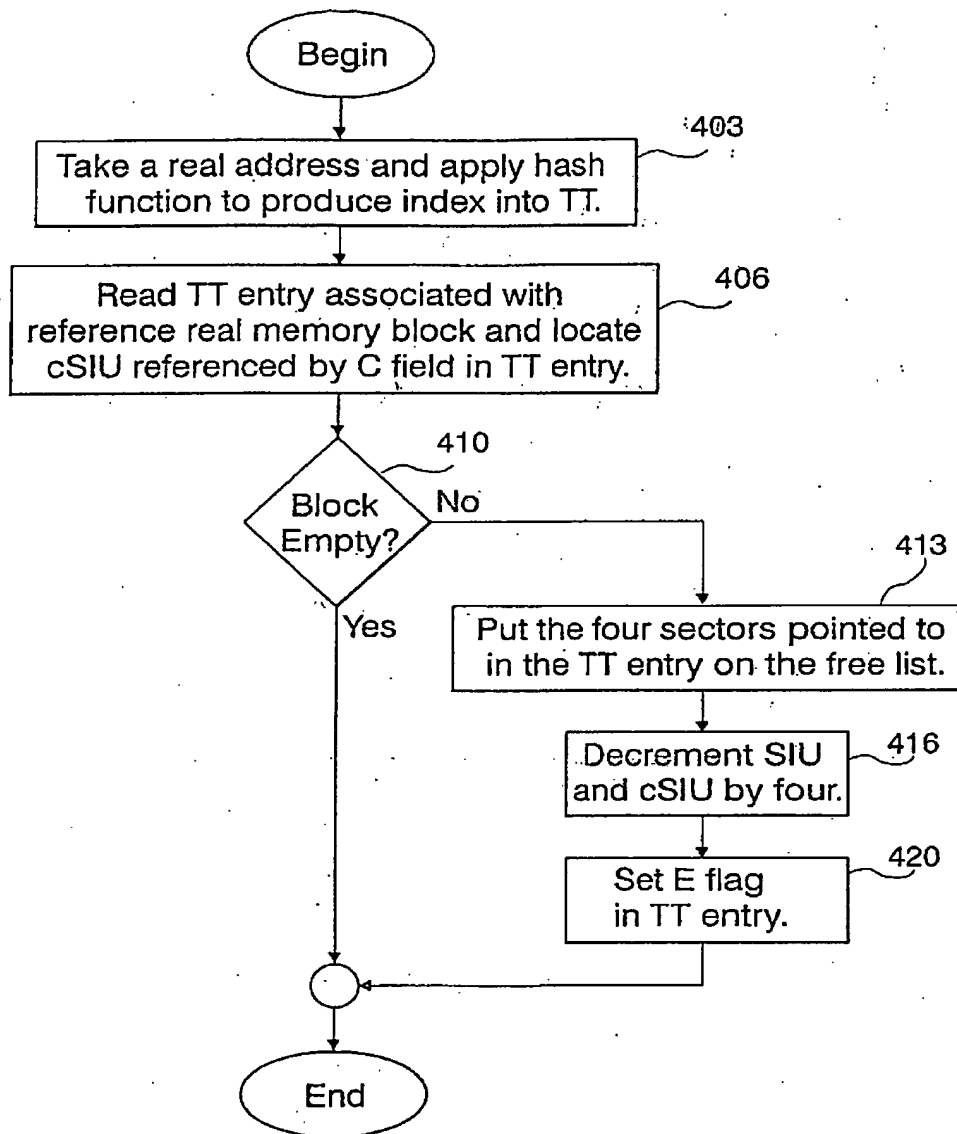 Begin
403
Take a real address and apply hash
function to produce index into TT.
406
Read TT entry associated with
reference real memory block and locate
cSIU referenced by C field in TT entry.
410
Block
Empty?
No
Yes
413
Put the four sectors pointed to
in the TT entry on the free list.
416
Decrement SIU
and cSIU by four.
420
Set E flag
in TT entry.
End